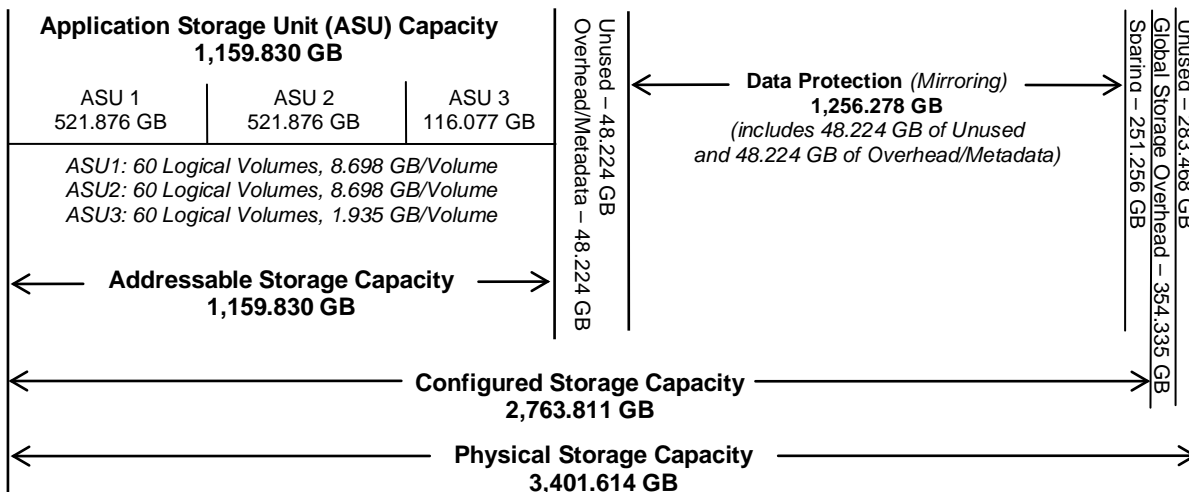 Application Storage Unit (ASU) Capacity
1,159.830 GB
ASU 1
521.876 GB
ASU 2
521.876 GB
ASU 3
116.077 GB
ASU1: 60 Logical Volumes, 8.698 GB/Volume
ASU2: 60 Logical Volumes, 8.698 GB/Volume
ASU3: 60 Logical Volumes, 1.935 GB/Volume
Addressable Storage Capacity
1,159.830 GB
Unused – 48.224 GB
Overhead/Metadata – 48.224 GB
Data Protection (Mirroring)
1,256.278 GB
(includes 48.224 GB of Unused
and 48.224 GB of Overhead/Metadata)
Unused – 283.468 GB
Global Storage Overhead – 354.335 GB
Sparing – 251.256 GB
Configured Storage Capacity
2,763.811 GB
Physical Storage Capacity
3,401.614 GB